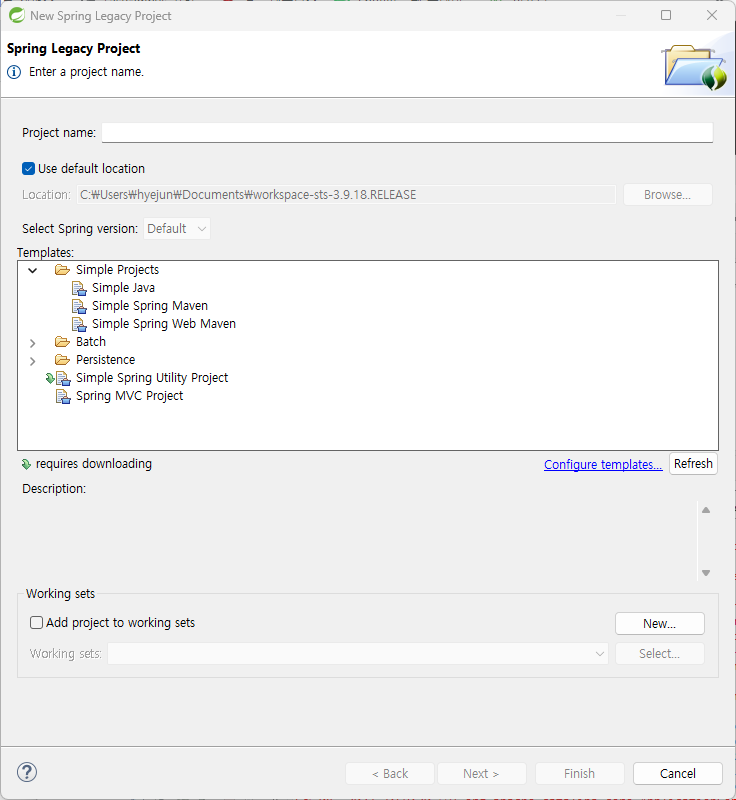 New Spring Legacy Project
Spring Legacy Project
Enter a project name.
Project name:
Use default location
Location: C:₩Users₩hyejun₩Documents₩workspace-sts-3.9.18.RELEASE Browse...
Select Spring version: Default
Templates:
Simple Projects
Simple Java
Simple Spring Maven
Simple Spring Web Maven
Batch
Persistence
Simple Spring Utility Project
Spring MVC Project
requires downloading Configure templates... Refresh
Description:
Working sets
Add project to working sets New...
Working sets: Select...
? < Back Next > Finish Cancel